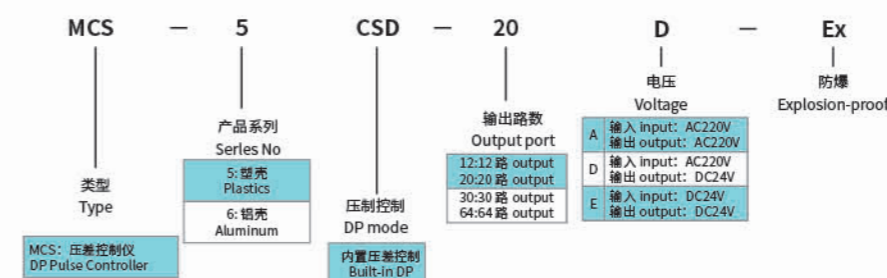 MCS — 5 CSD — 20 D — Ex
类型
Type
MCS：压差控制仪
DP Pulse Controller
产品系列
Serles No
5: 塑壳
Plastics
6: 铝壳
Aluminum
压制控制
DP mode
内置压差控制
Built-in DP
输出路数
Output port
12:12 路 output
20:20 路 output
30:30 路 output
64:64 路 output
电压
Voltage
A 输入 input：AC220V
输出 output：AC220V
D 输入 input：AC220V
输出 output：DC24V
E 输入 input：DC24V
输出 output：DC24V
防爆
Explosion-proof